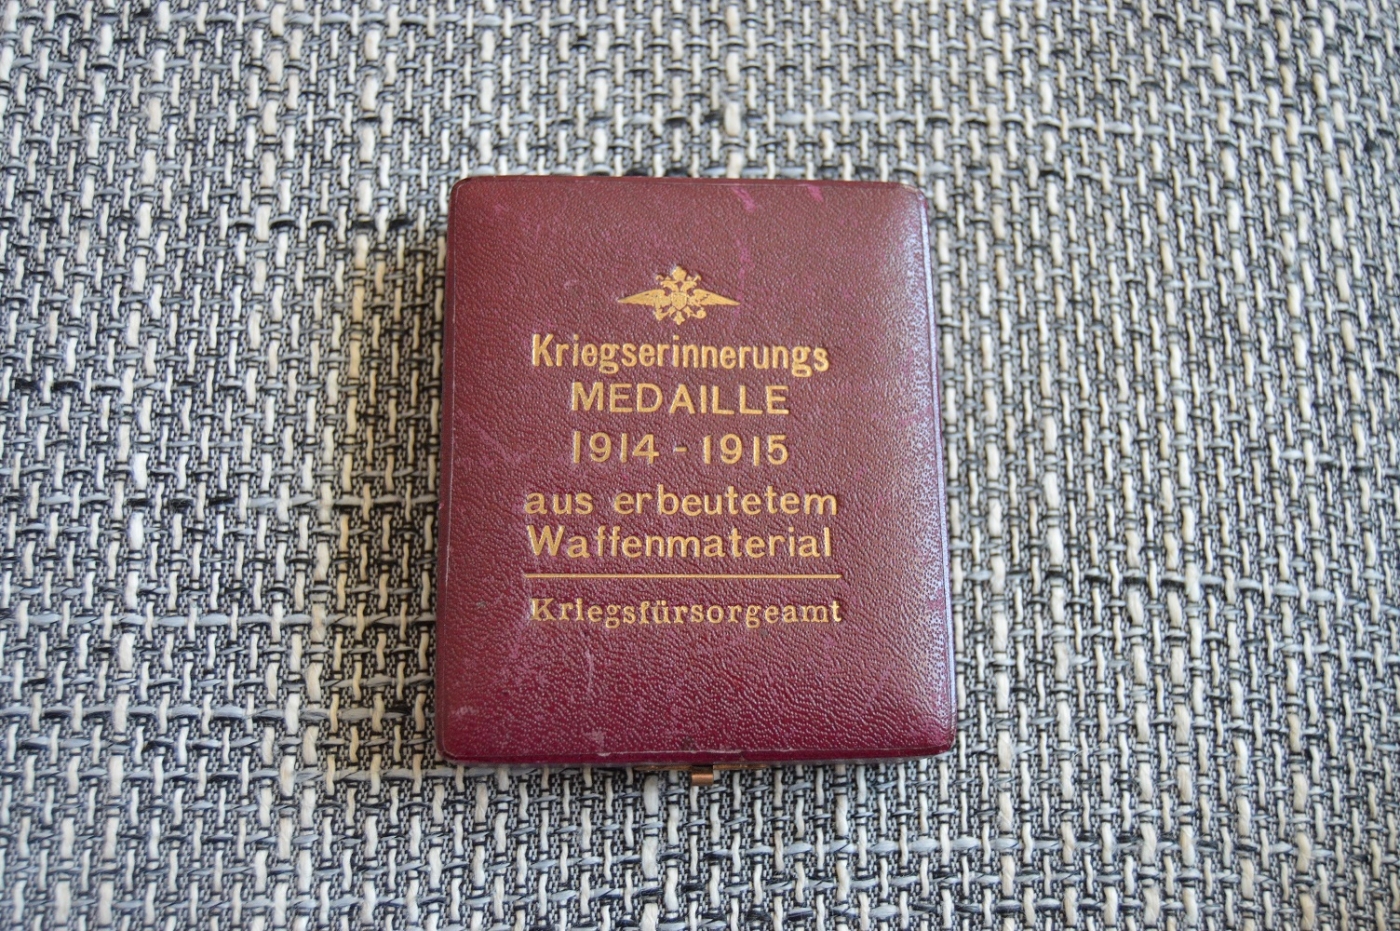 Kriegserinnerungs
MEDAILLE
1914-1915
aus erbeutetem
Waffenmaterial
Kriegsfürsorgeamt